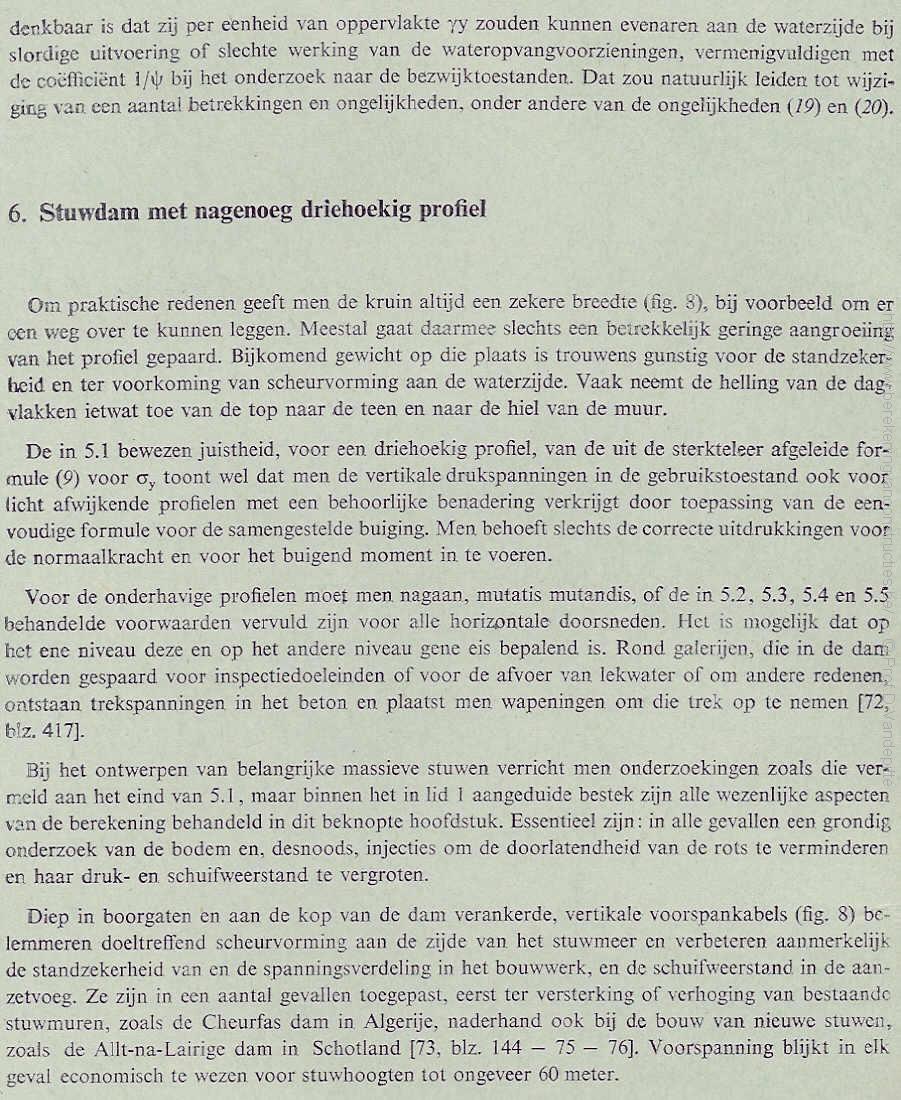 denkbaar is dat zij per eenheid van oppervlakte γy zouden kunnen evenaren aan de waterzijde bij
slordige uitvoering of slechte werking van de wateropvangvoorzieningen, vermenigvuldigen met
de coëfficiënt 1/ψ bij het onderzoek naar de bezwijktoestanden. Dat zou natuurlijk leiden tot wijzi-
ging van een aantal betrekkingen en ongelijkheden, onder andere van de ongelijkheden (19) en (20).
6. Stuwdam met nagenoeg driehoekig profiel
Om praktische redenen geeft men de kruin altijd een zekere breedte (fig. 8), bij voorbeeld om er
een weg over te kunnen leggen. Meestal gaat daarmee slechts een betrekkelijk geringe aangroeiing
van het profiel gepaard. Bijkomend gewicht op die plaats is trouwens gunstig voor de standzeker-
heid en ter voorkoming van scheurvorming aan de waterzijde. Vaak neemt de helling van de dag-
vlakken ietwat toe van de top naar de teen en naar de hiel van de muur.
De in 5.1 bewezen juistheid, voor een driehoekig profiel, van de uit de sterkteleer afgeleide for-
mule (9) voor σy toont wel dat men de vertikale drukspanningen in de gebruikstoestand ook voor
licht afwijkende profielen met een behoorlijke benadering verkrijgt door toepassing van de een-
voudige formule voor de samengestelde buiging. Men behoeft slechts de correcte uitdrukkingen voor
de normaalkracht en voor het buigend moment in te voeren.
Voor de onderhavige profielen moet men nagaan, mutatis mutandis, of de in 5.2, 5.3, 5.4 en 5.5
behandelde voorwaarden vervuld zijn voor alle horizontale doorsneden. Het is mogelijk dat op
het ene niveau deze en op het andere niveau gene eis bepalend is. Rond galerijen, die in de dam
worden gespaard voor inspectiedoeleinden of voor de afvoer van lekwater of om andere redenen,
ontstaan trekspanningen in het beton en plaatst men wapeningen om die trek op te nemen [72,
blz. 417].
Bij het ontwerpen van belangrijke massieve stuwen verricht men onderzoekingen zoals die ver-
meld aan het eind van 5.1, maar binnen het in lid 1 aangeduide bestek zijn alle wezenlijke aspecten
van de berekening behandeld in dit beknopte hoofdstuk. Essentieel zijn: in alle gevallen een grondig
onderzoek van de bodem en, desnoods, injecties om de doorlatendheid van de rots te verminderen
en haar druk- en schuifweerstand te vergroten.
Diep in boorgaten en aan de kop van de dam verankerde, vertikale voorspankabels (fig. 8) be-
lemmeren doeltreffend scheurvorming aan de zijde van het stuwmeer en verbeteren aanmerkelijk
de standzekerheid van en de spanningsverdeling in het bouwwerk, en de schuifweerstand in de aan-
zetvoeg. Ze zijn in een aantal gevallen toegepast, eerst ter versterking of verhoging van bestaande
stuwmuren, zoals de Cheurfas dam in Algerije, naderhand ook bij de bouw van nieuwe stuwen,
zoals de Allt-na-Lairige dam in Schotland [73, blz. 144 — 75 — 76]. Voorspanning blijkt in elk
geval economisch te wezen voor stuwhoogten tot ongeveer 60 meter.